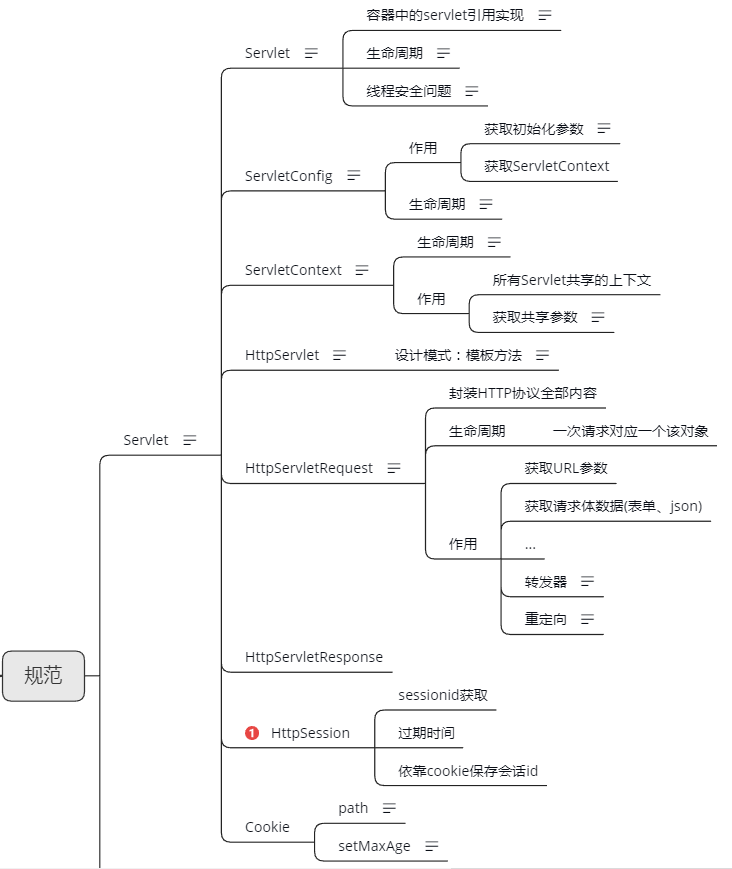 规范
Servlet
Servlet
容器中的servlet引用实现
生命周期
线程安全问题
ServletConfig
作用
获取初始化参数
获取ServletContext
生命周期
ServletContext
生命周期
作用
所有Servlet共享的上下文
获取共享参数
HttpServlet
设计模式：模板方法
HttpServletRequest
封装HTTP协议全部内容
生命周期
一次请求对应一个该对象
作用
获取URL参数
获取请求体数据(表单、json)
...
转发器
重定向
HttpServletResponse
1 HttpSession
sessionid获取
过期时间
依靠cookie保存会话id
Cookie
path
setMaxAge